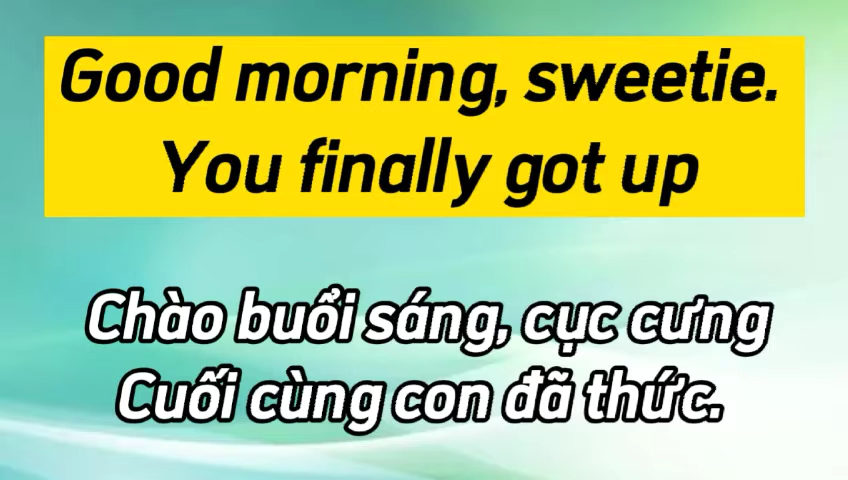 Good morning, sweetie.
You finally got up
Chào buổi sáng, cục cưng
Cuối cùng con đã thức.